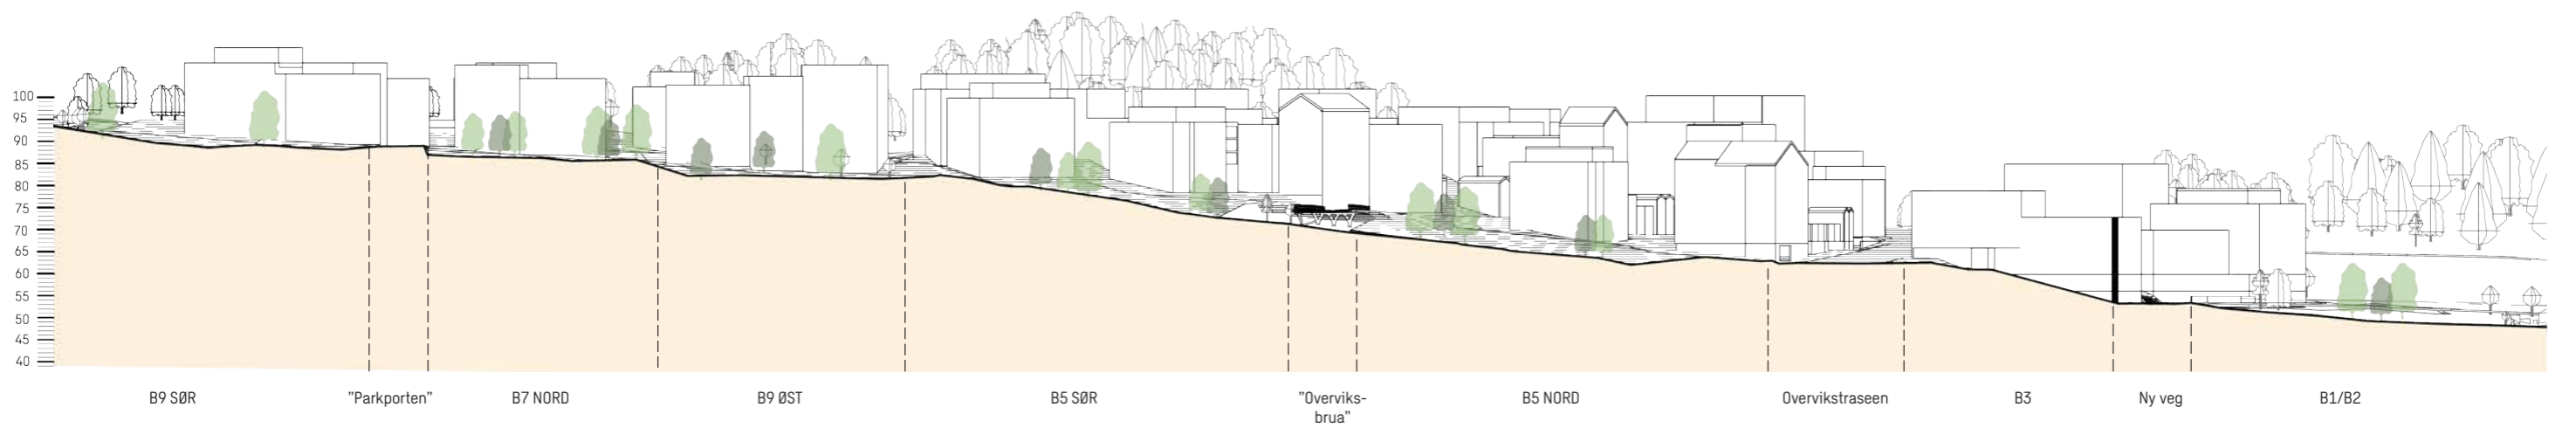 100
95
90
85
80
75
70
65
60
55
50
45
40
B9 SØR
"Parkporten"
B7 NORD
B9 ØST
B5 SØR
"Overviks-
brua"
B5 NORD
Overvikstraseen
B3
Ny veg
B1/B2